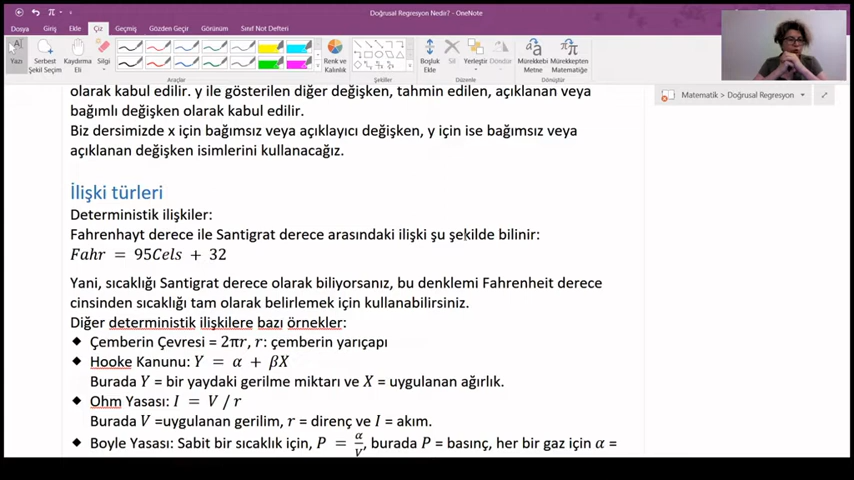 Doğrusal Regresyon Nedir? - OneNote
Dosya Giriş Ekle Çiz Geçmiş Gözden Geçir Görünüm Sınıf Not Defteri
Yazı
Serbest Şekil Seçim
Kaydırma Eli
Silgi
Renk ve Kalınlık
Boşluk Ekle
Sil
Yerleştir
Döndür
Mürekkebi Metne
Mürekkepten Matematiğe
Araçlar
Şekiller
Düzenle
Matematik > Doğrusal Regresyon
olarak kabul edilir. y ile gösterilen diğer değişken, tahmin edilen, açıklanan veya
bağımlı değişken olarak kabul edilir.
Biz dersimizde x için bağımsız veya açıklayıcı değişken, y için ise bağımsız veya
açıklanan değişken isimlerini kullanacağız.
İlişki türleri
Deterministik ilişkiler:
Fahrenhayt derece ile Santigrat derece arasındaki ilişki şu şekilde bilinir:
Fahr = 95Cels + 32
Yani, sıcaklığı Santigrat derece olarak biliyorsanız, bu denklemi Fahrenheit derece
cinsinden sıcaklığı tam olarak belirlemek için kullanabilirsiniz.
Diğer deterministik ilişkilere bazı örnekler:
◆ Çemberin Çevresi = 2πr, r: çemberin yarıçapı
◆ Hooke Kanunu: Y = α + βX
Burada Y = bir yaydaki gerilme miktarı ve X = uygulanan ağırlık.
◆ Ohm Yasası: I = V / r
Burada V =uygulanan gerilim, r = direnç ve I = akım.
◆ Boyle Yasası: Sabit bir sıcaklık için, P = α/V, burada P = basınç, her bir gaz için α =